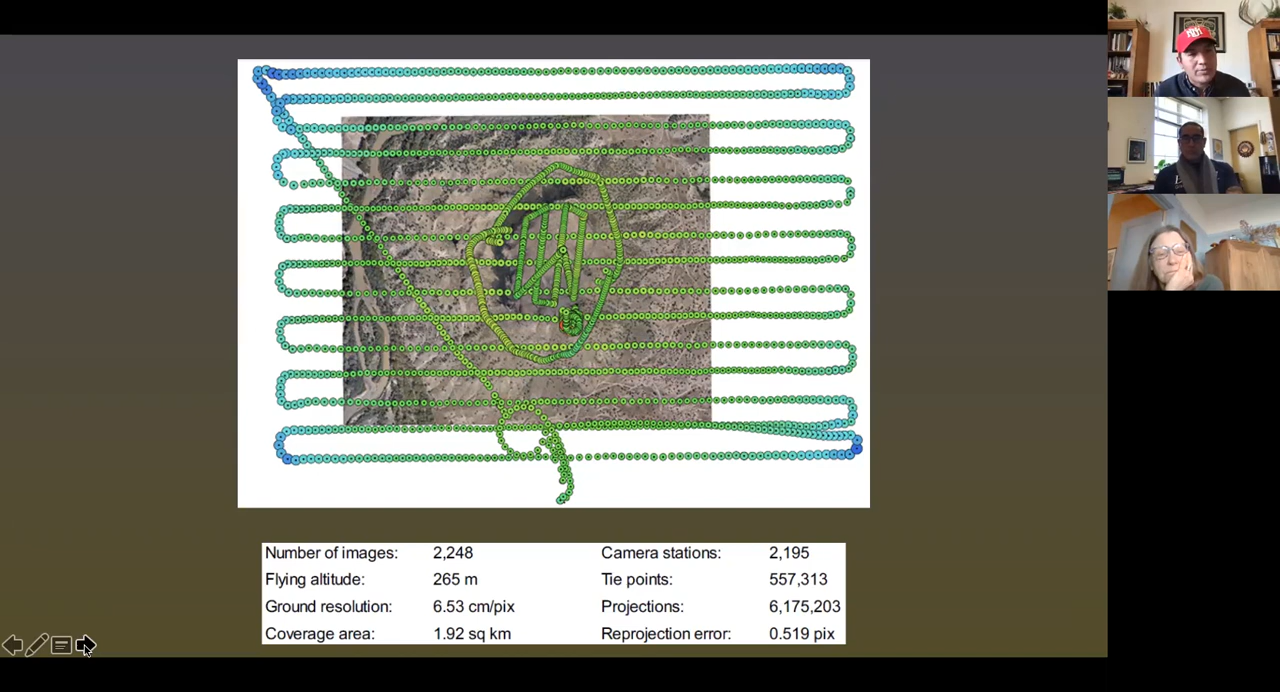 Number of images: 2,248 Camera stations: 2,195
Flying altitude: 265 m Tie points: 557,313
Ground resolution: 6.53 cm/pix Projections: 6,175,203
Coverage area: 1.92 sq km Reprojection error: 0.519 pix